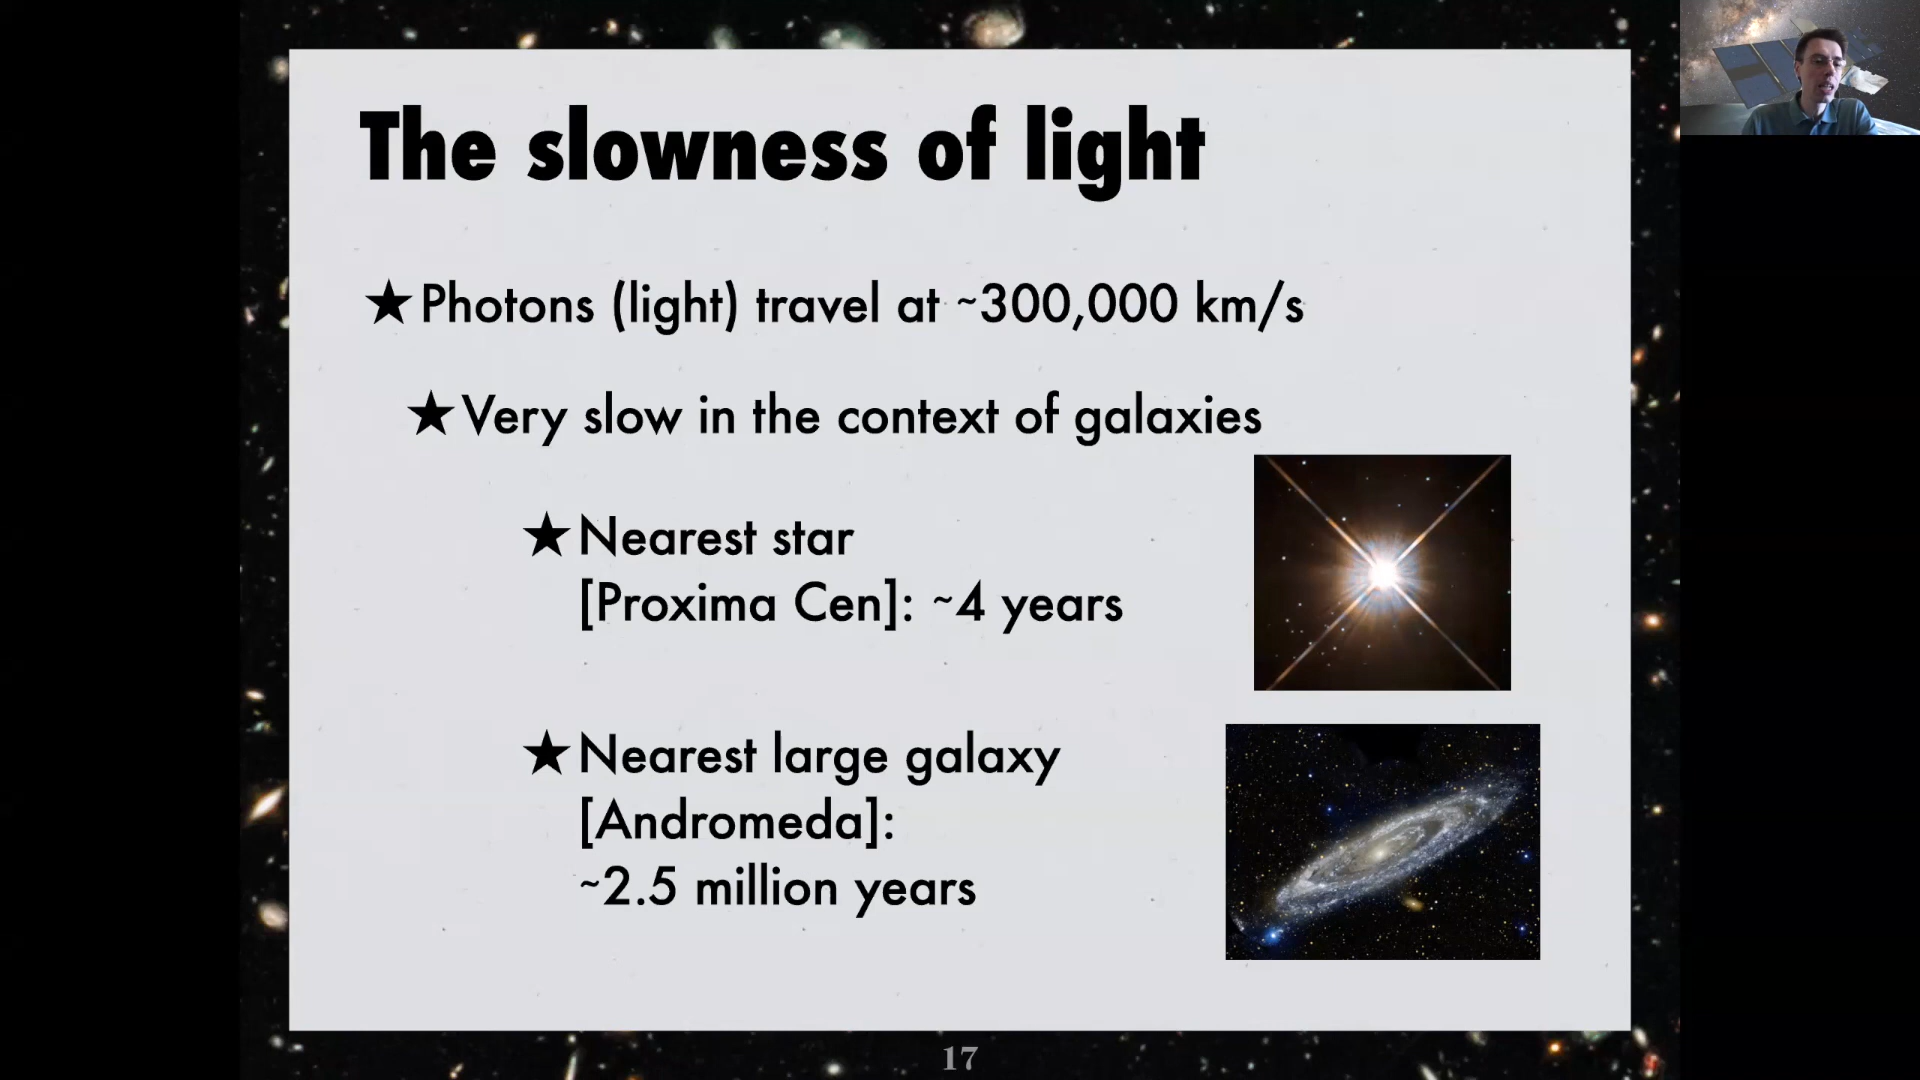 The slowness of light
★Photons (light) travel at ~300,000 km/s
★Very slow in the context of galaxies
★Nearest star
[Proxima Cen]: ~4 years
★Nearest large galaxy
[Andromeda]:
~2.5 million years
17